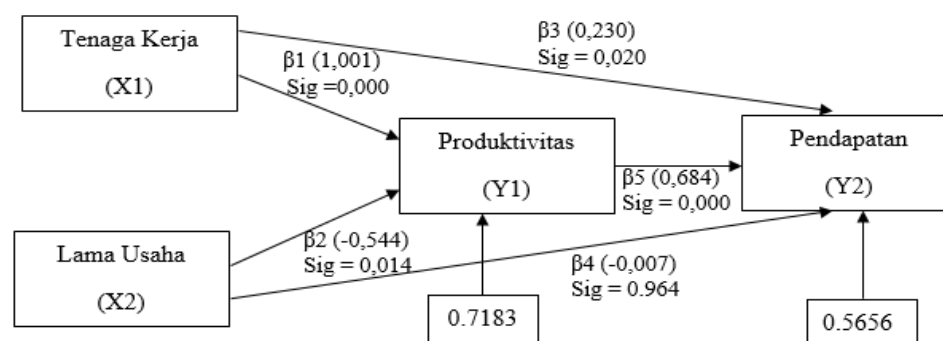 Tenaga Kerja
(X1)
β3 (0,230)
Sig = 0,020
β1 (1,001)
Sig =0,000
Produktivitas
(Y1)
Pendapatan
(Y2)
β5 (0,684)
Sig = 0,000
Lama Usaha
(X2)
β2 (-0,544)
Sig = 0,014
β4 (-0,007)
Sig = 0.964
0.7183
0.5656